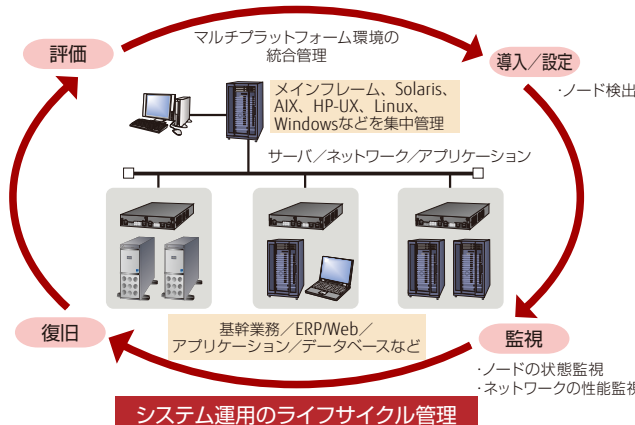 マルチプラットフォーム環境の
統合管理
評価
導入／設定
・ノード検出
メインフレーム、Solaris、
AIX、HP-UX、Linux、
Windowsなどを集中管理
サーバ／ネットワーク／アプリケーション
復旧
基幹業務／ERP/Web／
アプリケーション／データベースなど
監視
・ノードの状態監視
・ネットワークの性能監視
システム運用のライフサイクル管理